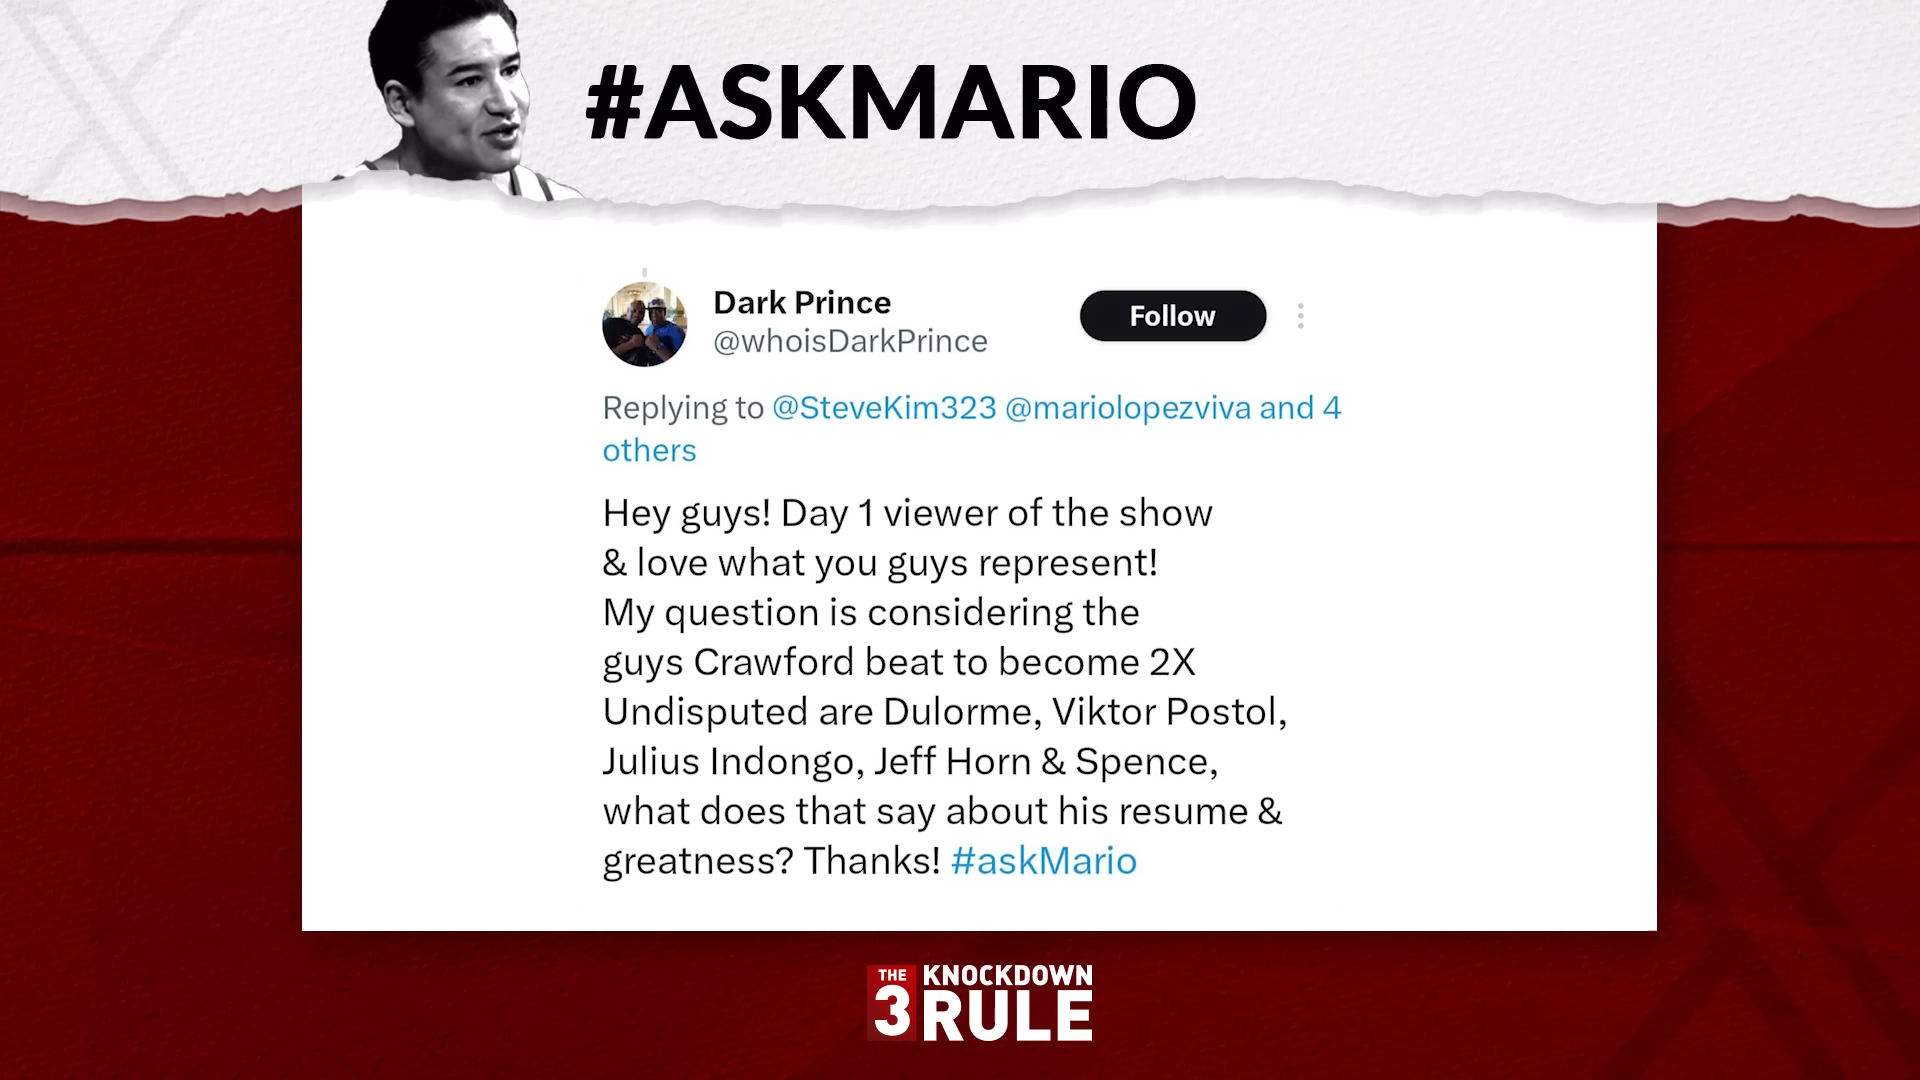 #ASKMARIO
Dark Prince
@whoisDarkPrince
Follow
Replying to @SteveKim323 @mariolopezviva and 4
others
Hey guys! Day 1 viewer of the show
& love what you guys represent!
My question is considering the
guys Crawford beat to become 2X
Undisputed are Dulorme, Viktor Postol,
Julius Indongo, Jeff Horn & Spence,
what does that say about his resume &
greatness? Thanks! #askMario
THE
3
KNOCKDOWN
RULE